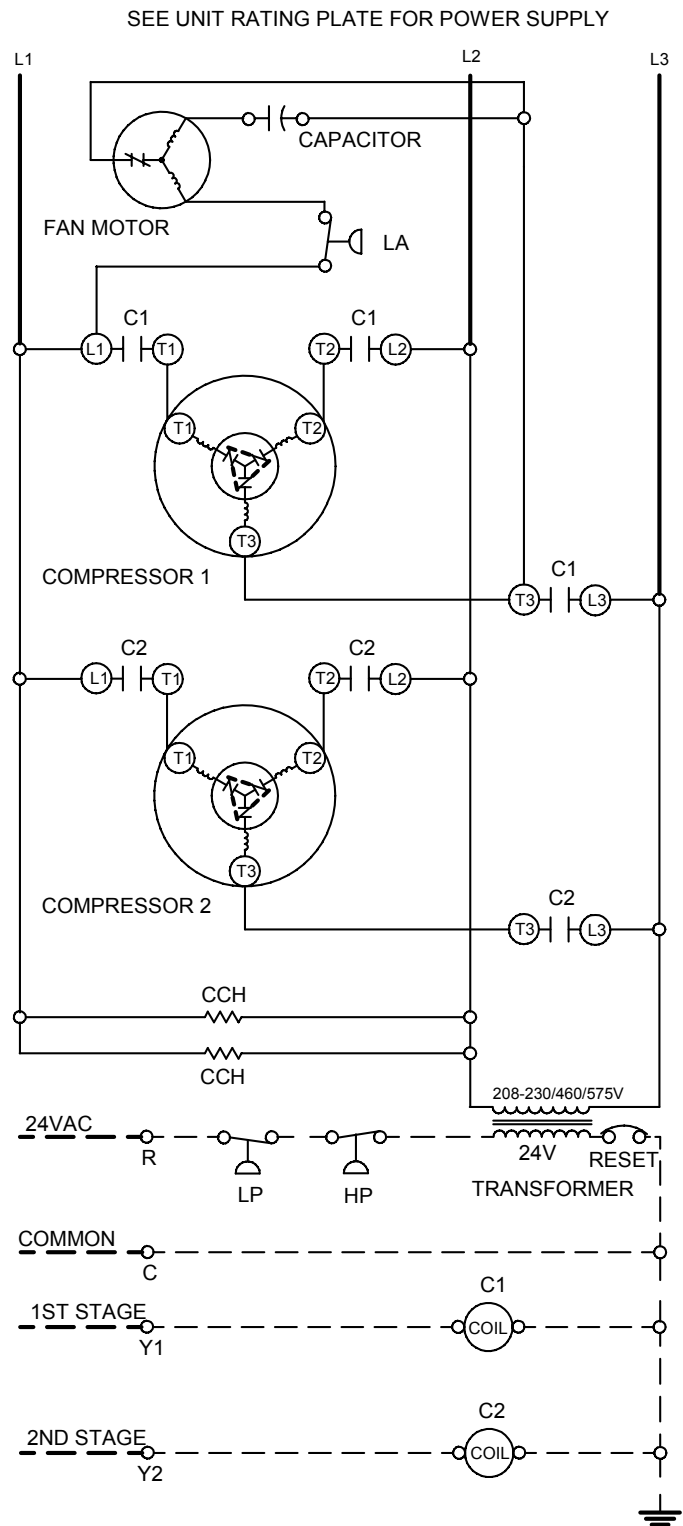 SEE UNIT RATING PLATE FOR POWER SUPPLY
L1 L2 L3
CAPACITOR
FAN MOTOR
LA
C1 C1
L1 T1 T2 L2
T1 T2
T3
COMPRESSOR 1
C1
T3 L3
C2 C2
L1 T1 T2 L2
T1 T2
T3
COMPRESSOR 2
C2
T3 L3
CCH
CCH
208-230/460/575V
24VAC
R
LP
HP
24V
RESET
TRANSFORMER
COMMON
C
C1
1ST STAGE
COIL
Y1
C2
2ND STAGE
COIL
Y2